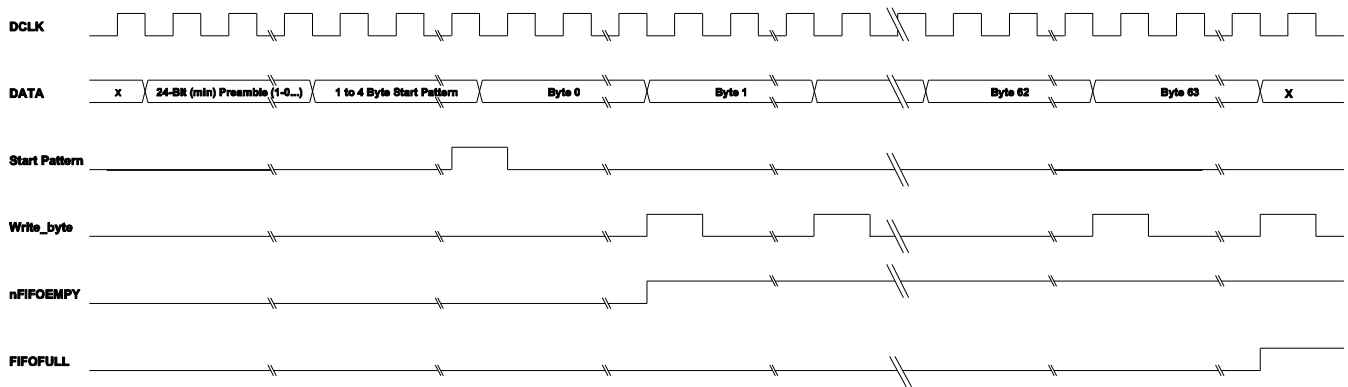 DCLK
DATA
X 24-Bit (min) Preamble (1-0...) 1 to 4 Byte Start Pattern Byte 0 Byte 1 Byte 62 Byte 63 X
Start Pattern
Write_byte
nFIFOEMPY
FIFOFULL